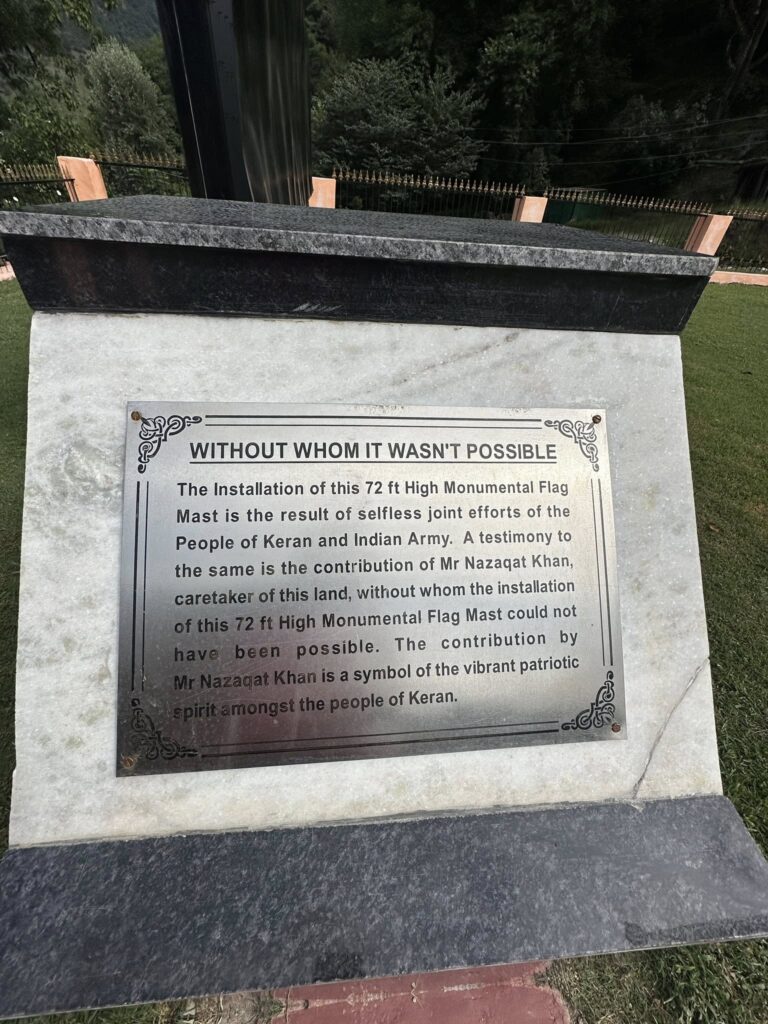 WITHOUT WHOM IT WASN'T POSSIBLE
The Installation of this 72 ft High Monumental Flag
Mast is the result of selfless joint efforts of the
People of Keran and Indian Army. A testimony to
the same is the contribution of Mr Nazaqat Khan,
caretaker of this land, without whom the installation
of this 72 ft High Monumental Flag Mast could not
have been possible. The contribution by
Mr Nazaqat Khan is a symbol of the vibrant patriotic
spirit amongst the people of Keran.